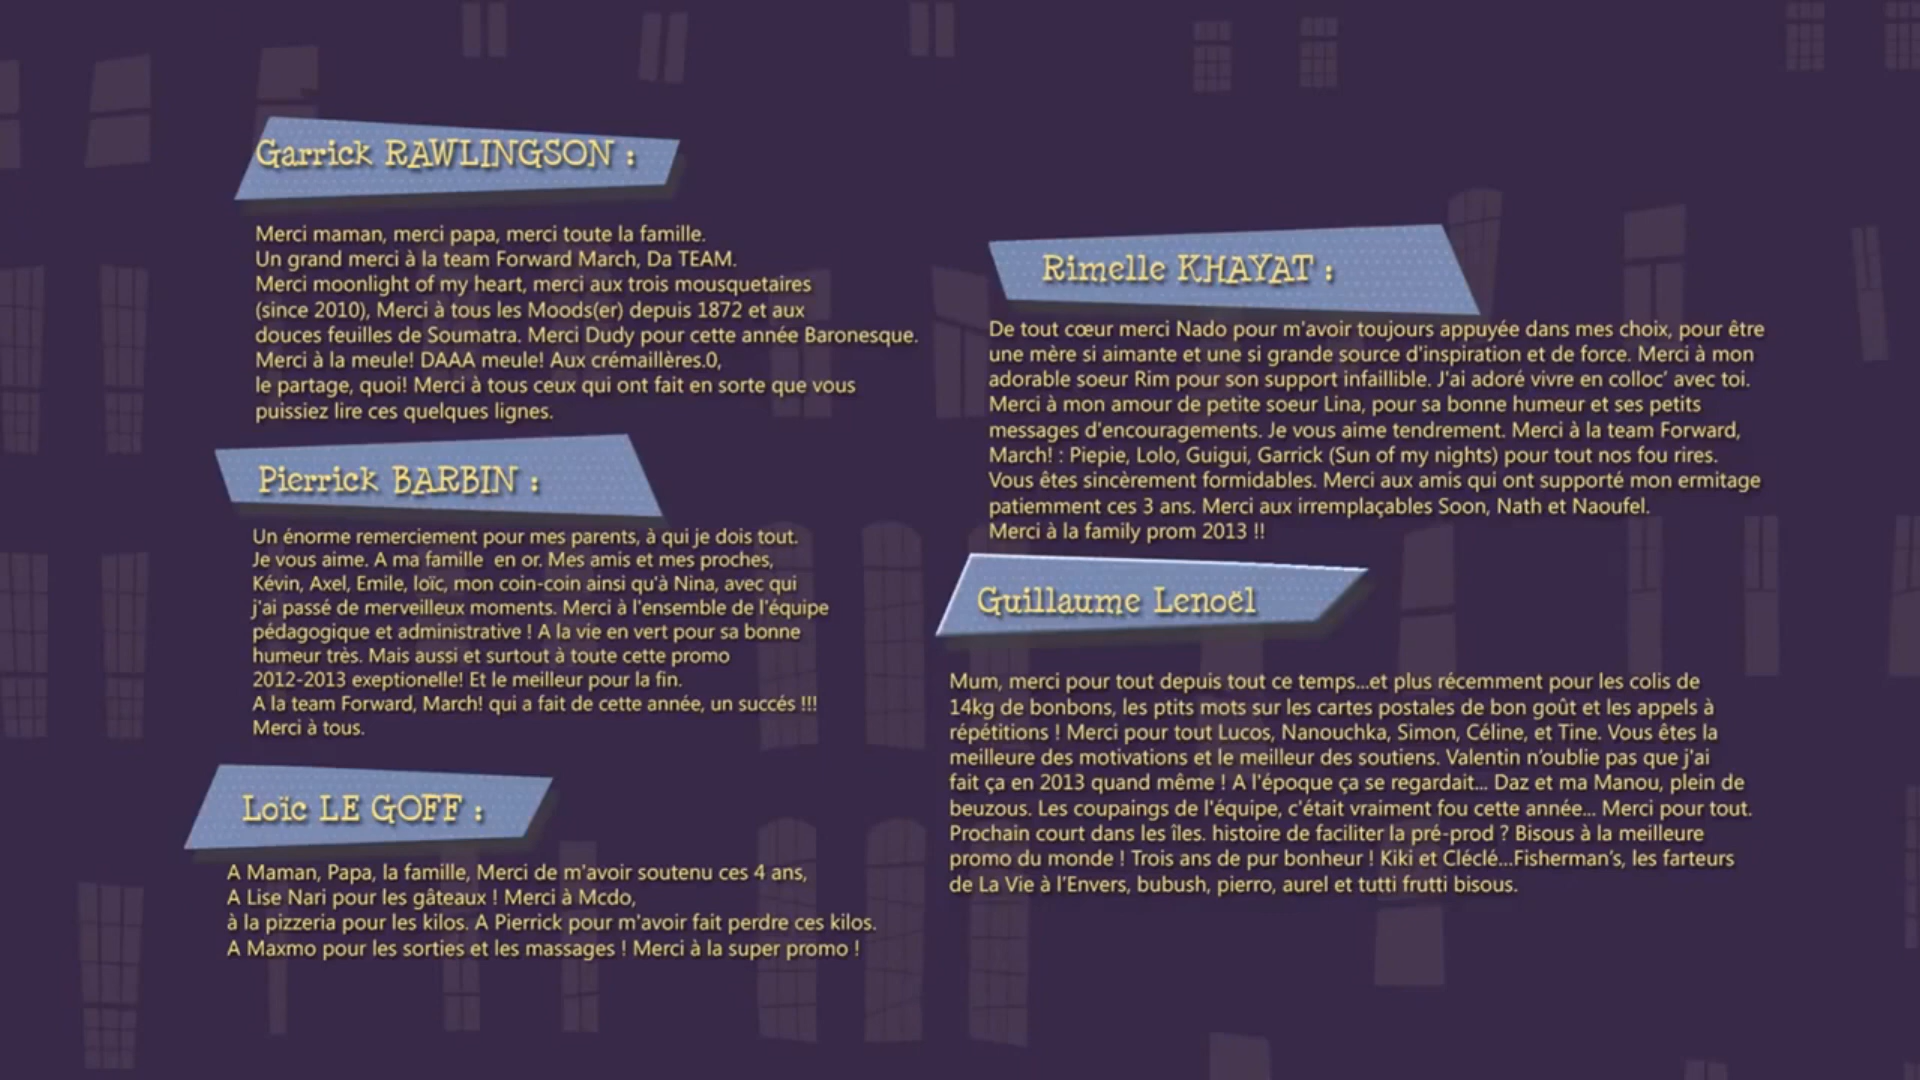 Garrick RAWLINGSON :
Merci maman, merci papa, merci toute la famille.
Un grand merci à la team Forward March, Da TEAM.
Merci moonlight of my heart, merci aux trois mousquetaires
(since 2010), Merci à tous les Moods(er) depuis 1872 et aux
douces feuilles de Soumatra. Merci Dudy pour cette année Baronesque.
Merci à la meule! DAAA meule! Aux crémaillères.0,
le partage, quoi! Merci à tous ceux qui ont fait en sorte que vous
puissiez lire ces quelques lignes.
Pierrick BARBIN :
Un énorme remerciement pour mes parents, à qui je dois tout.
Je vous aime. A ma famille  en or. Mes amis et mes proches,
Kévin, Axel, Emile, loïc, mon coin-coin ainsi qu'à Nina, avec qui
j'ai passé de merveilleux moments. Merci à l'ensemble de l'équipe
pédagogique et administrative ! A la vie en vert pour sa bonne
humeur très. Mais aussi et surtout à toute cette promo
2012-2013 exeptionelle! Et le meilleur pour la fin.
A la team Forward, March! qui a fait de cette année, un succés !!!
Merci à tous.
Loïc LE GOFF :
A Maman, Papa, la famille, Merci de m'avoir soutenu ces 4 ans,
A Lise Nari pour les gâteaux ! Merci à Mcdo,
à la pizzeria pour les kilos. A Pierrick pour m'avoir fait perdre ces kilos.
A Maxmo pour les sorties et les massages ! Merci à la super promo !
Rimelle KHAYAT :
De tout cœur merci Nado pour m'avoir toujours appuyée dans mes choix, pour être
une mère si aimante et une si grande source d'inspiration et de force. Merci à mon
adorable soeur Rim pour son support infaillible. J'ai adoré vivre en colloc' avec toi.
Merci à mon amour de petite soeur Lina, pour sa bonne humeur et ses petits
messages d'encouragements. Je vous aime tendrement. Merci à la team Forward,
March! : Piepie, Lolo, Guigui, Garrick (Sun of my nights) pour tout nos fou rires.
Vous êtes sincèrement formidables. Merci aux amis qui ont supporté mon ermitage
patiemment ces 3 ans. Merci aux irremplaçables Soon, Nath et Naoufel.
Merci à la family prom 2013 !!
Guillaume Lenoël
Mum, merci pour tout depuis tout ce temps...et plus récemment pour les colis de
14kg de bonbons, les ptits mots sur les cartes postales de bon goût et les appels à
répétitions ! Merci pour tout Lucos, Nanouchka, Simon, Céline, et Tine. Vous êtes la
meilleure des motivations et le meilleur des soutiens. Valentin n'oublie pas que j'ai
fait ça en 2013 quand même ! A l'époque ça se regardait... Daz et ma Manou, plein de
beuzous. Les coupaings de l'équipe, c'était vraiment fou cette année... Merci pour tout.
Prochain court dans les îles. histoire de faciliter la pré-prod ? Bisous à la meilleure
promo du monde ! Trois ans de pur bonheur ! Kiki et Cléclé...Fisherman's, les farteurs
de La Vie à l'Envers, bubush, pierro, aurel et tutti frutti bisous.